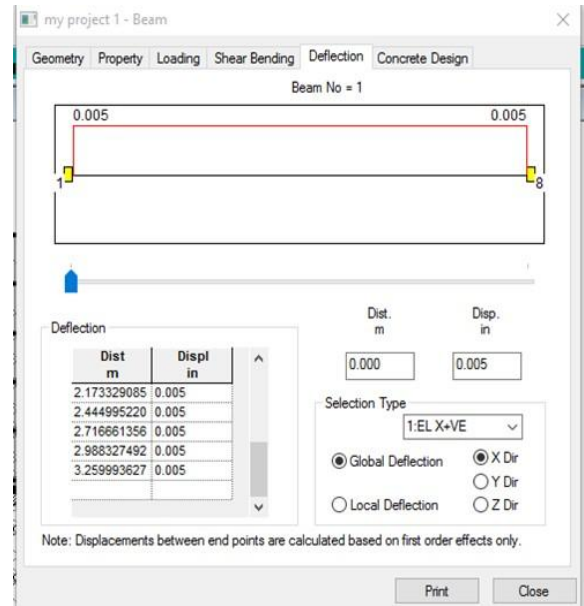 my project 1 - Beam
Geometry Property Loading Shear Bending Deflection Concrete Design
Beam No = 1
0.005 0.005
1 8
Dist. Disp.
m in
0.000 0.005
Deflection
Dist Displ
m in
2.173329085 0.005
2.444995220 0.005
2.716661356 0.005
2.988327492 0.005
3.259993627 0.005
Selection Type
1:EL X+VE
Global Deflection X Dir
Y Dir
Local Deflection Z Dir
Note: Displacements between end points are calculated based on first order effects only.
Print Close